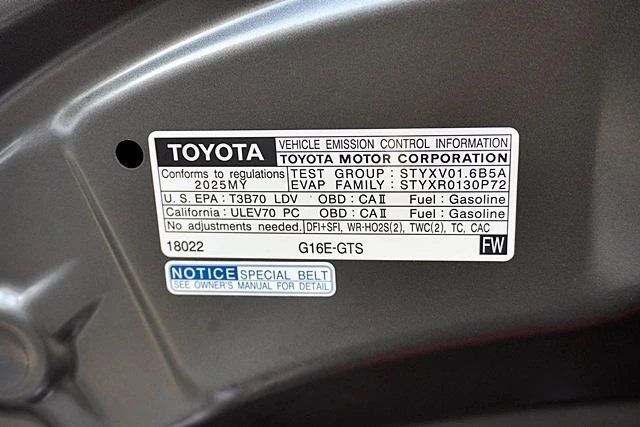 TOYOTA
VEHICLE EMISSION CONTROL INFORMATION
TOYOTA MOTOR CORPORATION
Conforms to regulations
2025MY
TEST GROUP : STYXV01.6B5A
EVAP FAMILY : STYXR0130P72
U.S. EPA : T3B70 LDV OBD : CAⅡ Fuel : Gasoline
California : ULEV70 PC OBD : CAⅡ Fuel : Gasoline
No adjustments needed. DFI+SFI, WR-HO2S(2), TWC(2), TC, CAC
18022 G16E-GTS FW
NOTICE SPECIAL BELT
SEE OWNER'S MANUAL FOR DETAIL